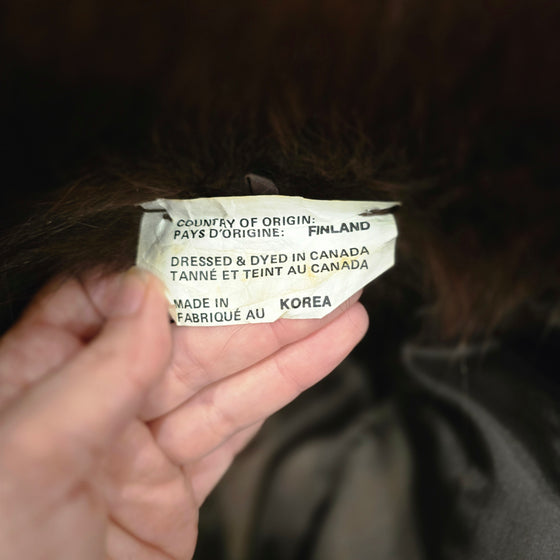 COUNTRY OF ORIGIN:
PAYS D'ORIGINE: FINLAND
DRESSED & DYED IN CANADA
TANNÉ ET TEINT AU CANADA
MADE IN
FABRIQUÉ AU KOREA